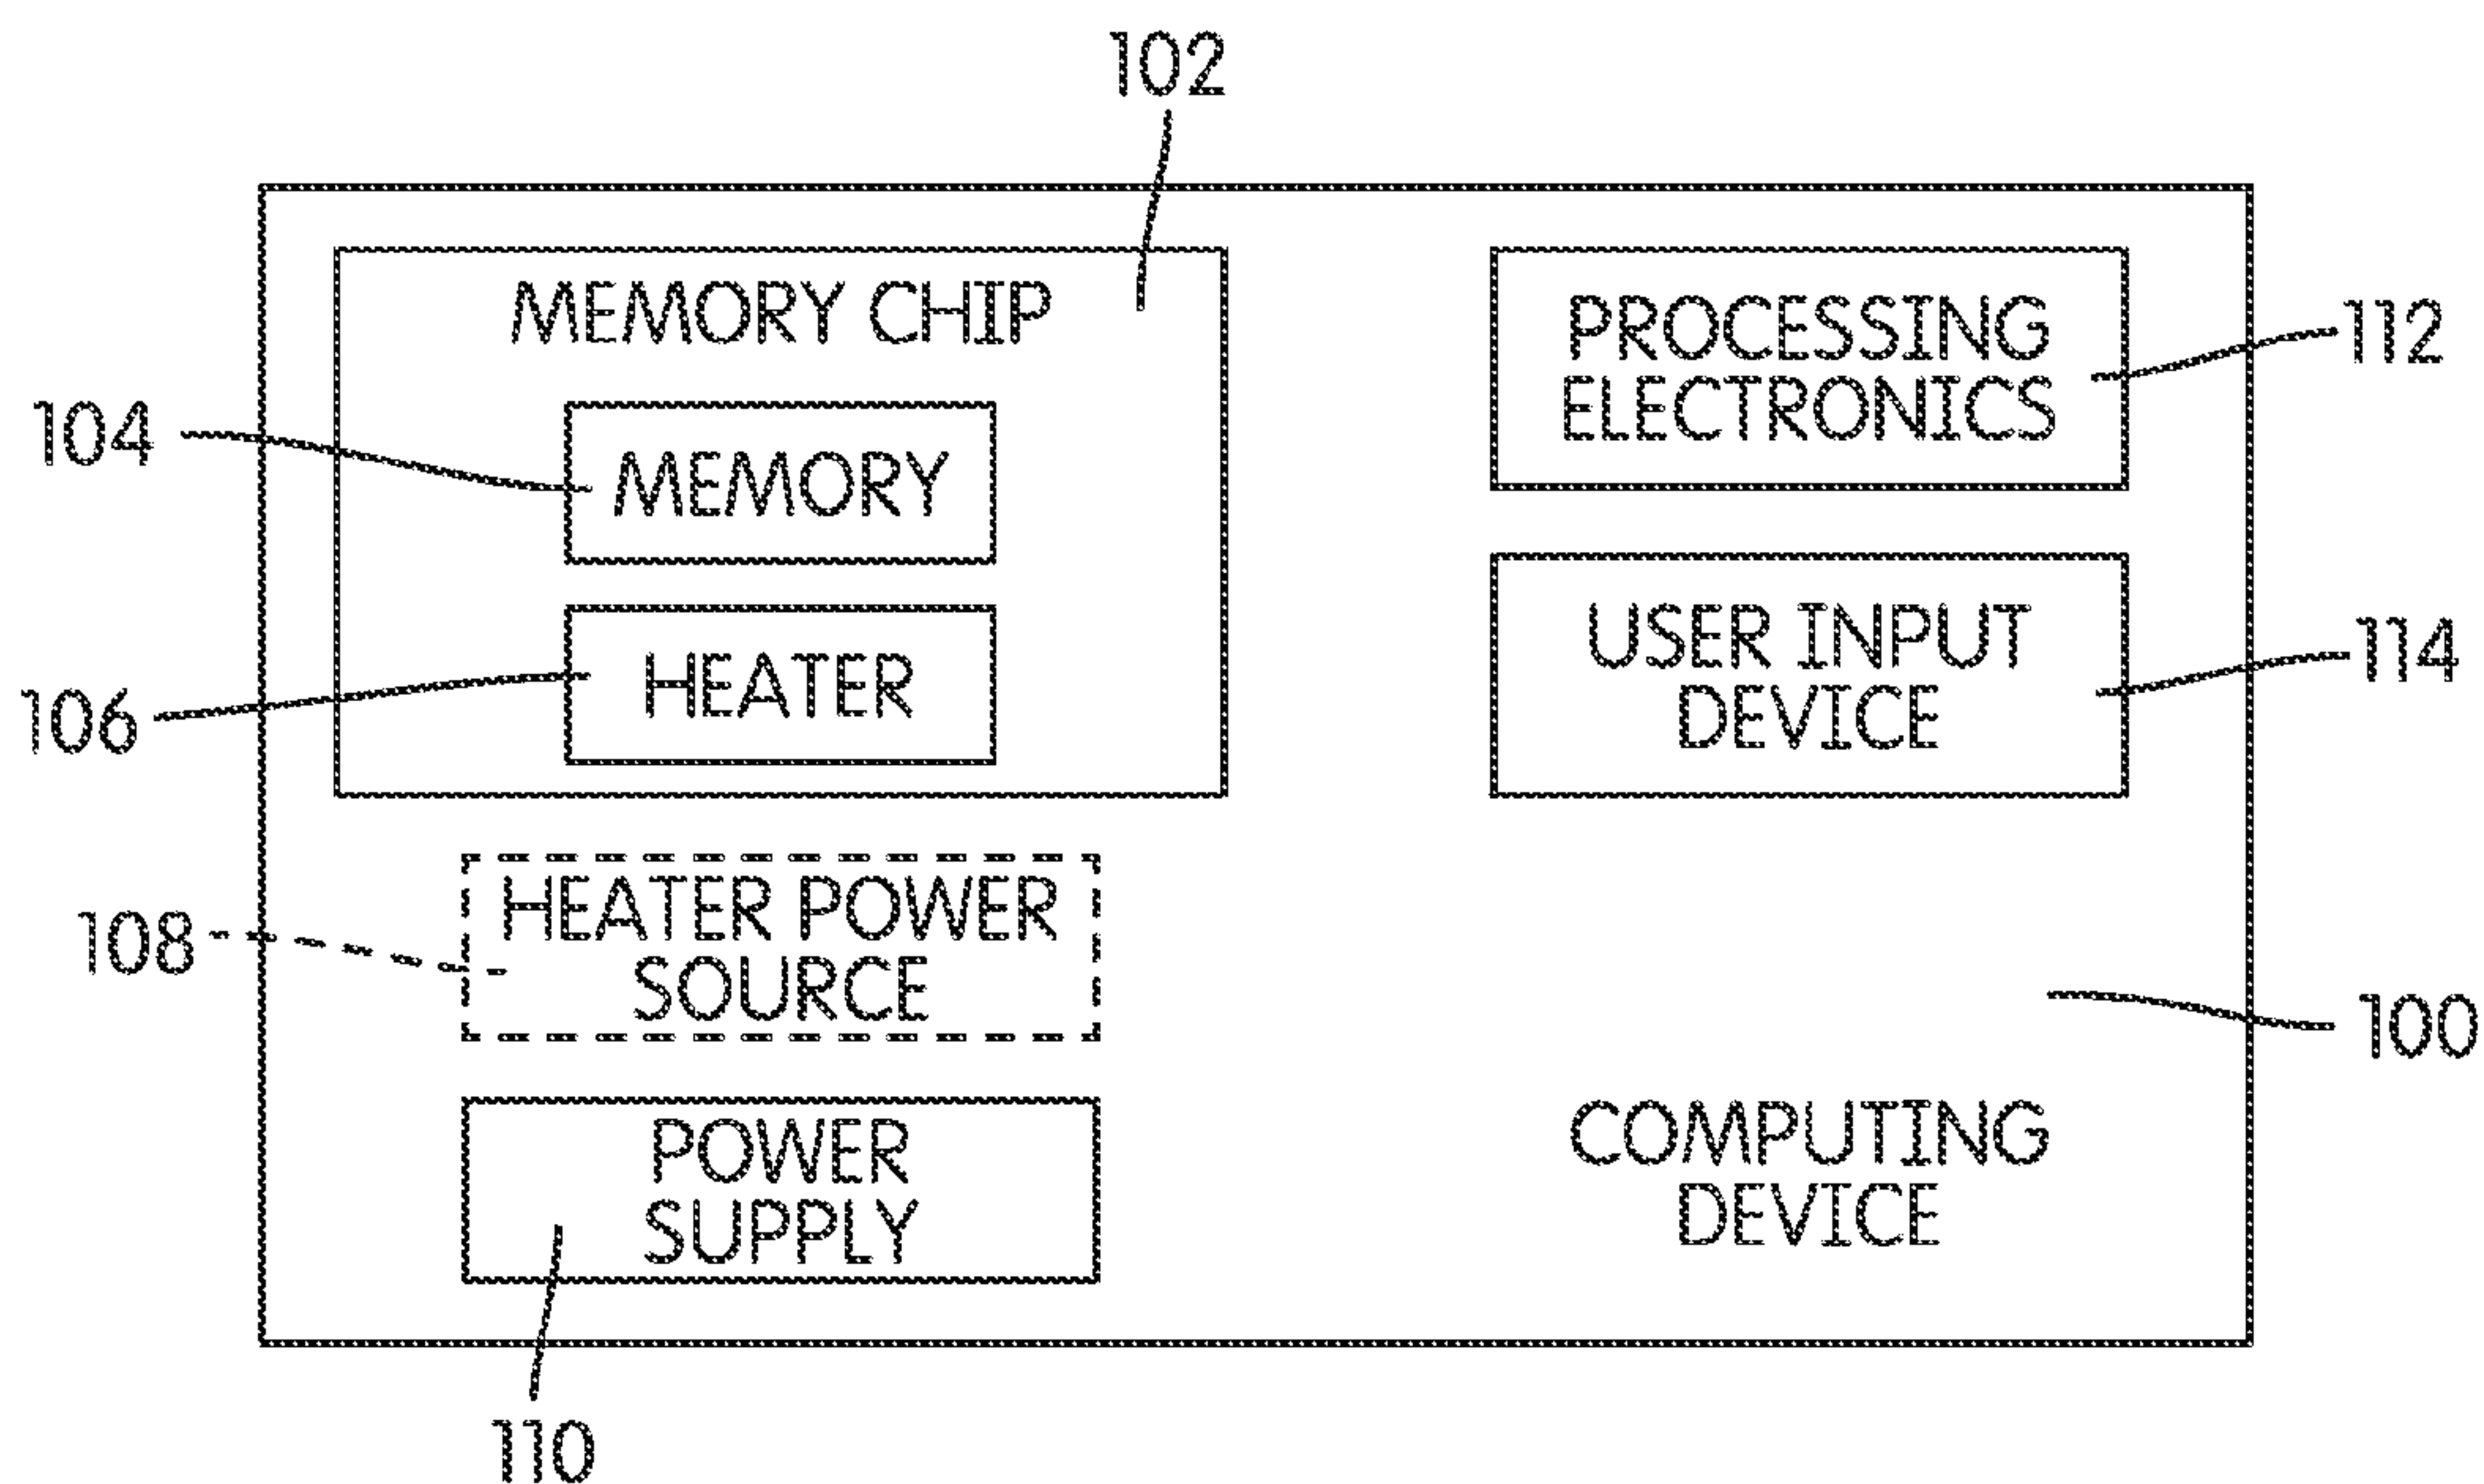 102
MEMORY CHIP
PROCESSING
ELECTRONICS
112
104
MEMORY
USER INPUT
DEVICE
114
106
HEATER
108
HEATER POWER
SOURCE
100
POWER
SUPPLY
COMPUTING
DEVICE
110